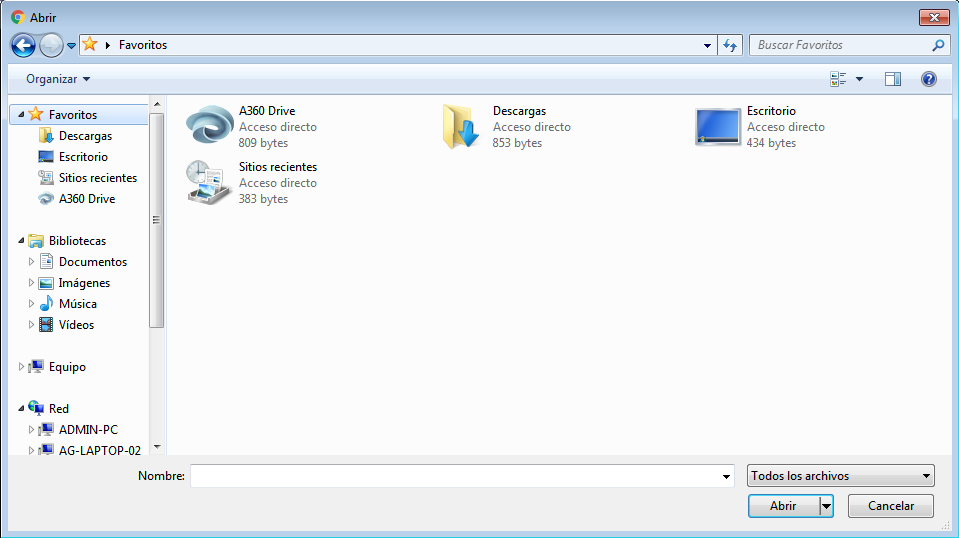 Abrir
Favoritos
Buscar Favoritos
Organizar
Favoritos
Descargas
Escritorio
Sitios recientes
A360 Drive
Bibliotecas
Documentos
Imágenes
Música
Vídeos
Equipo
Red
ADMIN-PC
AG-LAPTOP-02
A360 Drive
Acceso directo
809 bytes
Descargas
Acceso directo
853 bytes
Escritorio
Acceso directo
434 bytes
Sitios recientes
Acceso directo
383 bytes
Nombre:
Todos los archivos
Abrir
Cancelar